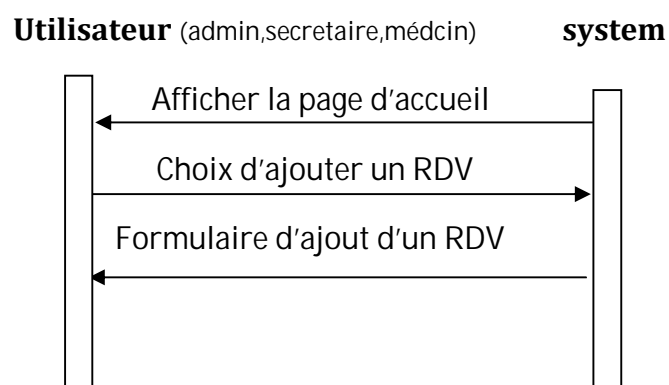 Utilisateur (admin,secretaire,médcin) system
Afficher la page d'accueil
Choix d'ajouter un RDV
Formulaire d'ajout d'un RDV